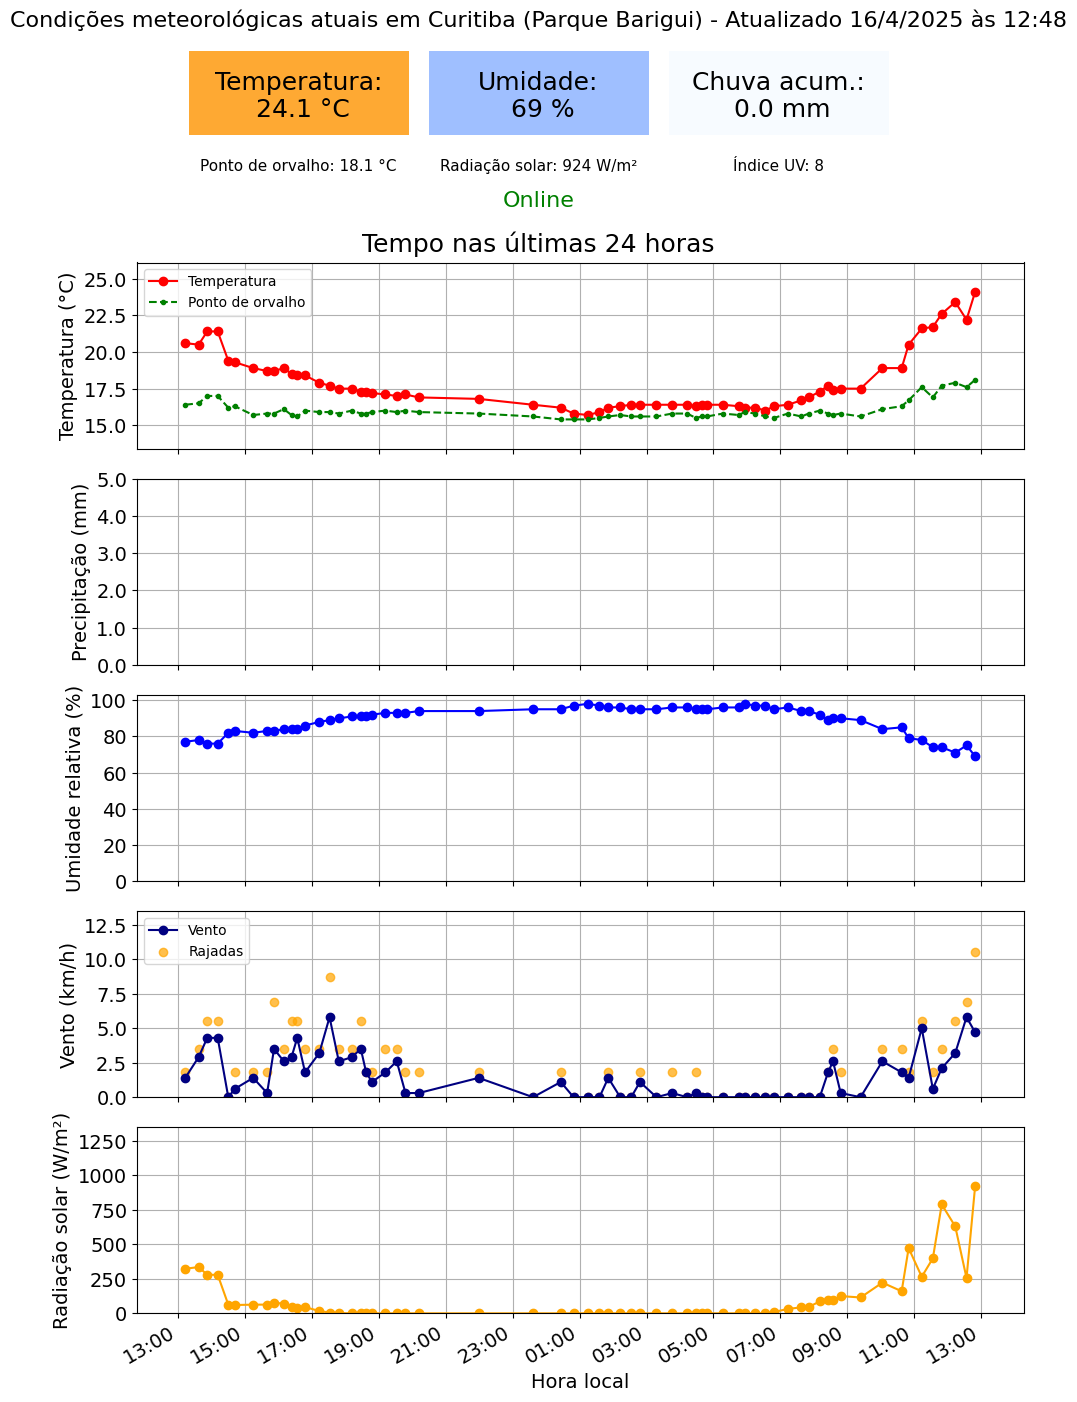 Condições meteorológicas atuais em Curitiba (Parque Barigui) - Atualizado 16/4/2025 às 12:48
Temperatura:
24.1 °C
Umidade:
69 %
Chuva acum.:
0.0 mm
Ponto de orvalho: 18.1 °C
Radiação solar: 924 W/m²
Índice UV: 8
Online
Tempo nas últimas 24 horas
Temperatura (°C)
25.0
22.5
20.0
17.5
15.0
Temperatura
Ponto de orvalho
Precipitação (mm)
5.0
4.0
3.0
2.0
1.0
0.0
Umidade relativa (%)
100
80
60
40
20
0
Vento (km/h)
12.5
10.0
7.5
5.0
2.5
0.0
Vento
Rajadas
Radiação solar (W/m²)
1250
1000
750
500
250
0
13:00
15:00
17:00
19:00
21:00
23:00
01:00
03:00
05:00
07:00
09:00
11:00
13:00
Hora local